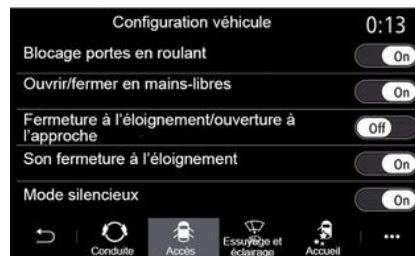 Configuration véhicule
0:13
Blocage portes en roulant
On
Ouvrir/fermer en mains-libres
On
Fermeture à l'éloignement/ouverture à
l'approche
Off
Son fermeture à l'éloignement
On
Mode silencieux
On
Conduite
Accès
Essuyage et
éclairage
Accueil